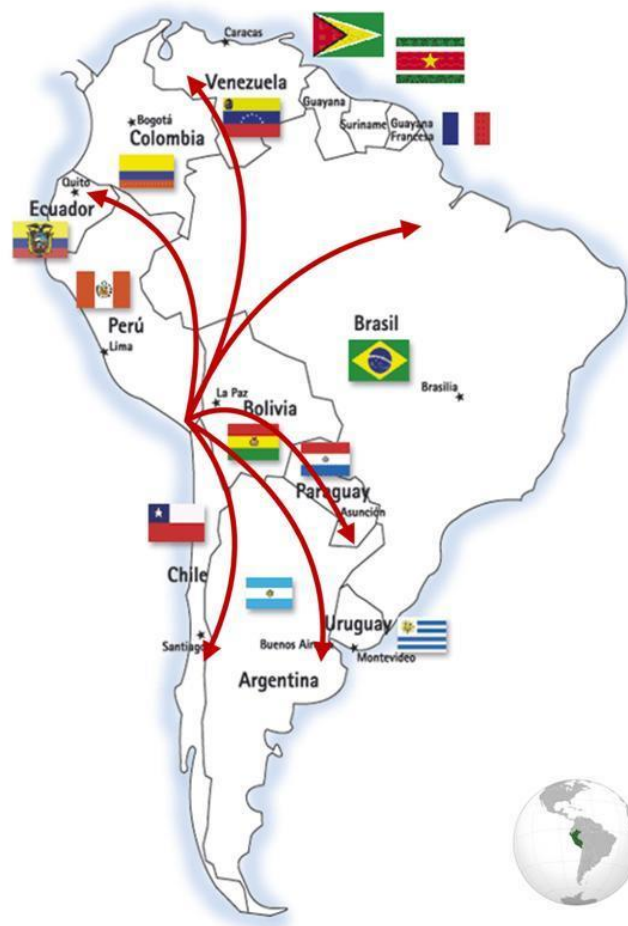 Caracas
Venezuela
Guayana
Suriname
Guayana
Francesa
Bogotá
Colombia
Quito
Ecuador
Perú
Lima
Brasil
Brasilia
La Paz
Bolivia
Paraguay
Asunción
Chile
Santiago
Uruguay
Buenos Aire
Montevideo
Argentina